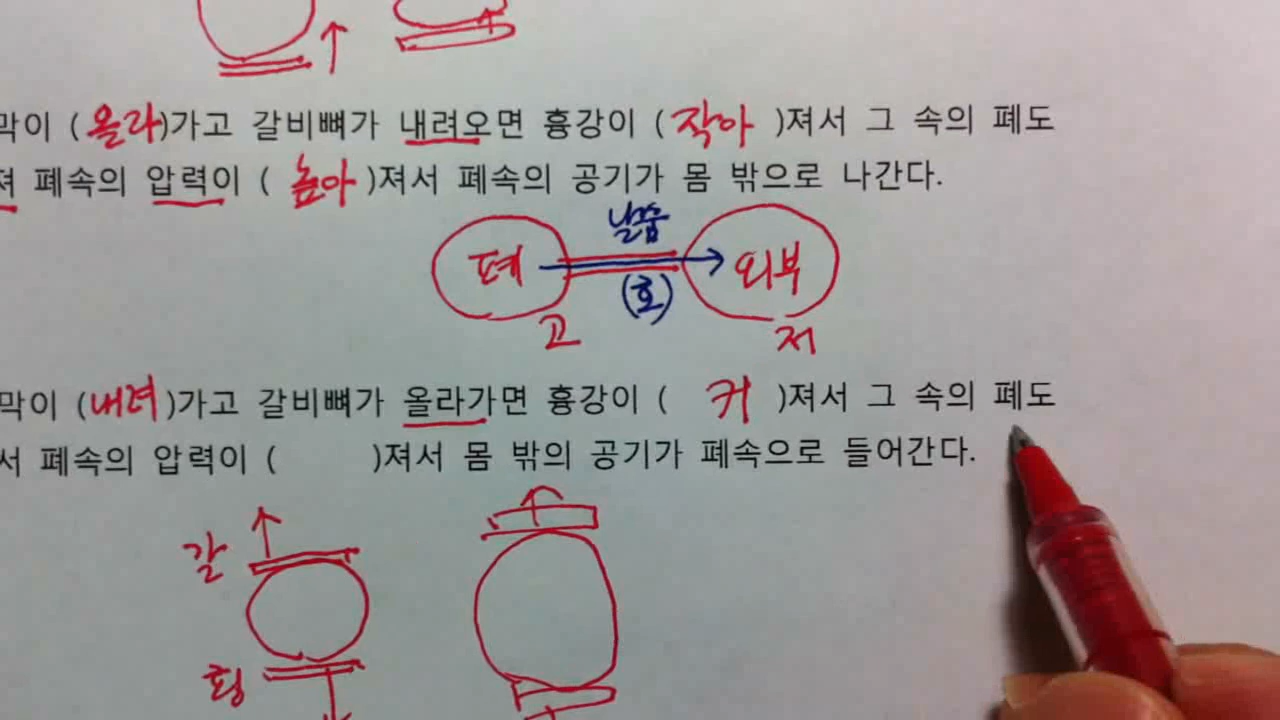 막이 (올라)가고 갈비뼈가 내려오면 흉강이 (작아 )져서 그 속의 폐도
져 폐속의 압력이 ( 높아 )져서 폐속의 공기가 몸 밖으로 나간다.
날숨
폐 외부
(호)
고 저
막이 (내려)가고 갈비뼈가 올라가면 흉강이 ( 커 )져서 그 속의 폐도
서 폐속의 압력이 ( )져서 몸 밖의 공기가 폐속으로 들어간다.
갈
횡